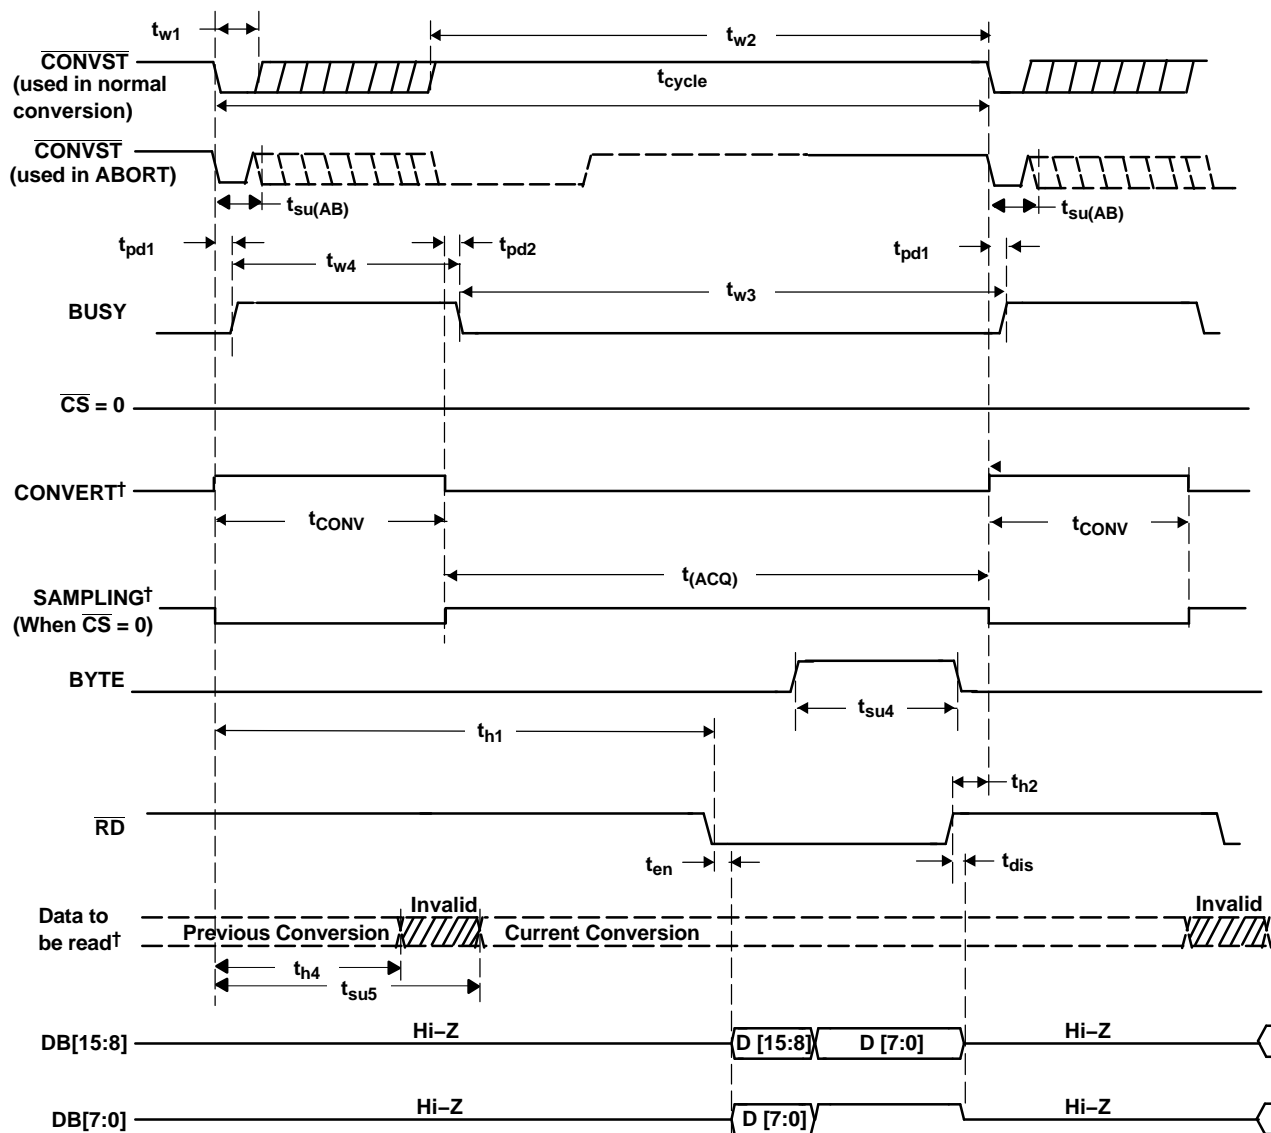 tw1
tw2
CONVST
(used in normal
conversion)
tcycle
CONVST
(used in ABORT)
tsu(AB)
tsu(AB)
tpd1
tw4
tpd2
tpd1
tw3
BUSY
CS = 0
CONVERT†
tCONV
tCONV
t(ACQ)
SAMPLING†
(When CS = 0)
BYTE
tsu4
th1
th2
RD
ten
tdis
Data to
be read†
Invalid
Previous Conversion
Current Conversion
Invalid
th4
tsu5
DB[15:8]
Hi–Z
D [15:8]
D [7:0]
Hi–Z
DB[7:0]
Hi–Z
D [7:0]
Hi–Z